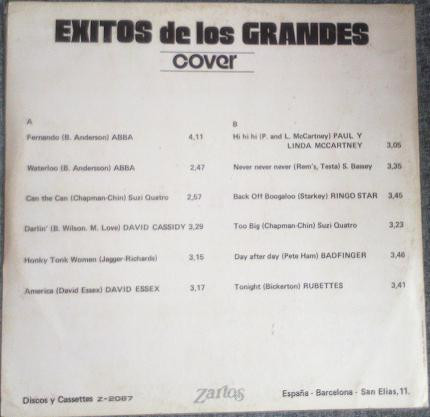 EXITOS de los GRANDES
cover
A
Fernando (B. Anderson) ABBA 4,11
Waterloo (B. Andersson) ABBA 2,47
Can the Can (Chapman-Chin) Suzi Quatro 2,57
Darlin' (B. Wilson. M. Love) DAVID CASSIDY 3,29
Honky Tonk Women (Jagger-Richards) 3,15
America (David Essex) DAVID ESSEX 3,17
B
Hi hi hi (P. and L. McCartney) PAUL Y
LINDA MCCARTNEY 3,05
Never never never (Rem's, Testa) S. Bassey 3,35
Back Off Boogaloo (Starkey) RINGO STAR 3,45
Too Big (Chapman-Chin) Suzi Quatro 3,23
Day after day (Pete Ham) BADFINGER 3,46
Tonight (Bickerton) RUBETTES 3,41
Discos y Cassettes Z-2087
Zartos
España - Barcelona - San Elias, 11.